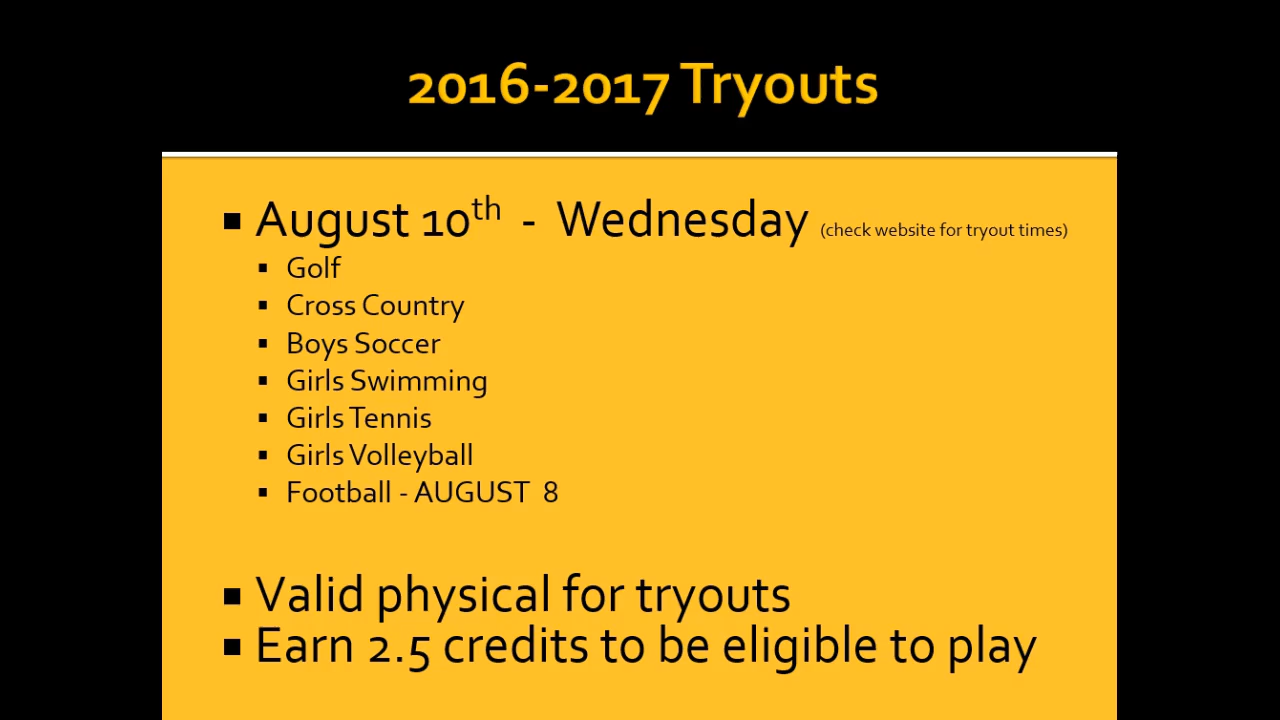 2016-2017 Tryouts
▪ August 10th - Wednesday (check website for tryout times)
▪ Golf
▪ Cross Country
▪ Boys Soccer
▪ Girls Swimming
▪ Girls Tennis
▪ Girls Volleyball
▪ Football - AUGUST 8
▪ Valid physical for tryouts
▪ Earn 2.5 credits to be eligible to play